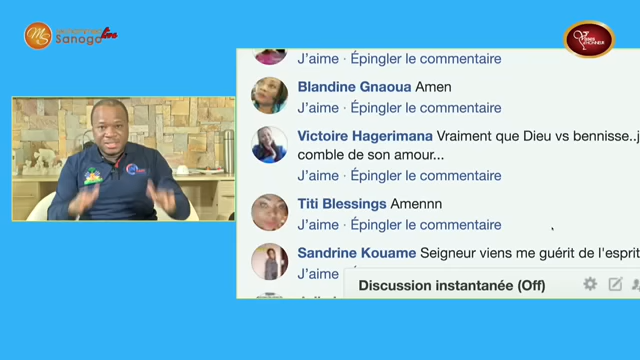 Sanogo Live
J'aime · Épingler le commentaire
Blandine Gnaoua Amen
J'aime · Épingler le commentaire
Victoire Hagerimana Vraiment que Dieu vs bennisse..j
comble de son amour...
J'aime · Épingler le commentaire
Titi Blessings Amennn
J'aime · Épingler le commentaire
Sandrine Kouame Seigneur viens me guérit de l'esprit
J'aime ·
Discussion instantanée (Off)